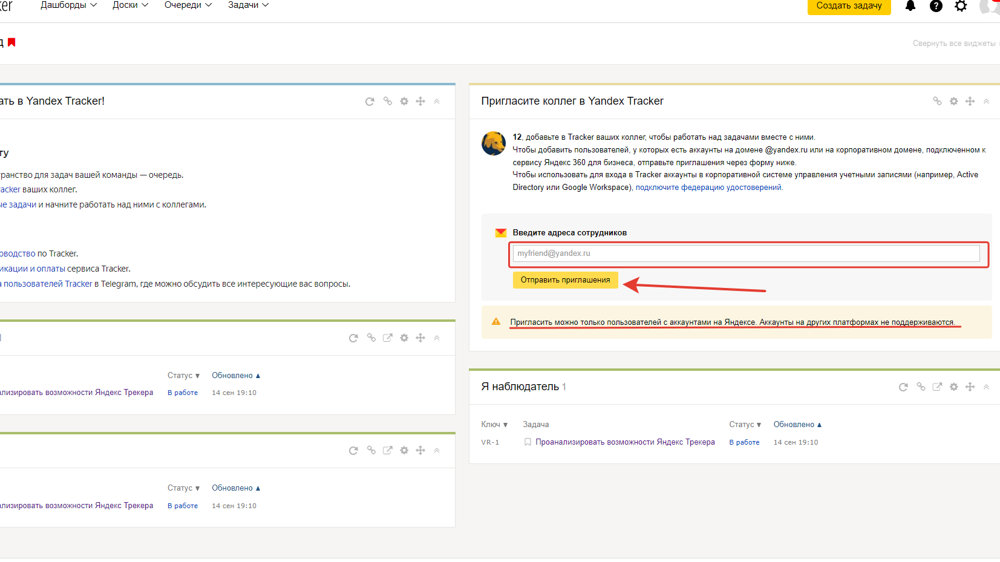 Дашборды Доски Очереди Задачи Создать задачу
Свернуть все виджеты
в Yandex Tracker!
ранство для задач вашей команды — очередь.
acker ваших коллег.
задачи и начните работать над ними с коллегами.
оводство по Tracker.
икации и оплаты сервиса Tracker.
пользователей Tracker в Telegram, где можно обсудить все интересующие вас вопросы.
Статус ▼ Обновлено ▲
лизировать возможности Яндекс Трекера В работе 14 сен 19:10
Статус ▼ Обновлено ▲
ализировать возможности Яндекс Трекера В работе 14 сен 19:10
Пригласите коллег в Yandex Tracker
12, добавьте в Tracker ваших коллег, чтобы работать над задачами вместе с ними.
Чтобы добавить пользователей, у которых есть аккаунты на домене @yandex.ru или на корпоративном домене, подключенном к
сервису Яндекс 360 для бизнеса, отправьте приглашения через форму ниже.
Чтобы использовать для входа в Tracker аккаунты в корпоративной системе управления учетными записями (например, Active
Directory или Google Workspace), подключите федерацию удостоверений.
Введите адреса сотрудников
myfriend@yandex.ru
Отправить приглашения
Пригласить можно только пользователей с аккаунтами на Яндексе. Аккаунты на других платформах не поддерживаются.
Я наблюдатель 1
Ключ ▼ Задача Статус ▼ Обновлено ▲
VR-1 Проанализировать возможности Яндекс Трекера В работе 14 сен 19:10